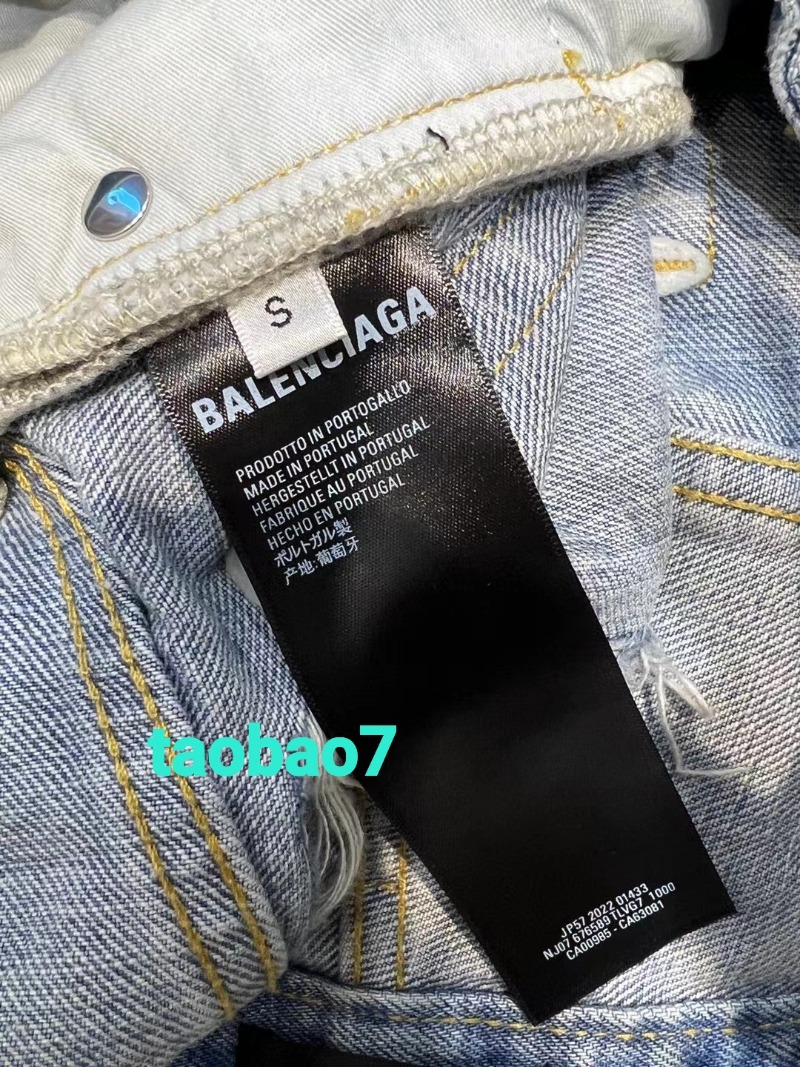 S
BALENCIAGA
PRODOTTO IN PORTOGALLO
MADE IN PORTUGAL
HERGESTELLT IN PORTUGAL
FABRIQUE AU PORTUGAL
HECHO EN PORTUGAL
ポルトガル製
产地:葡萄牙
taobao7
JP57 2022 01433
NJ07 676589 TLVG7 1000
CA00985 - CA63081